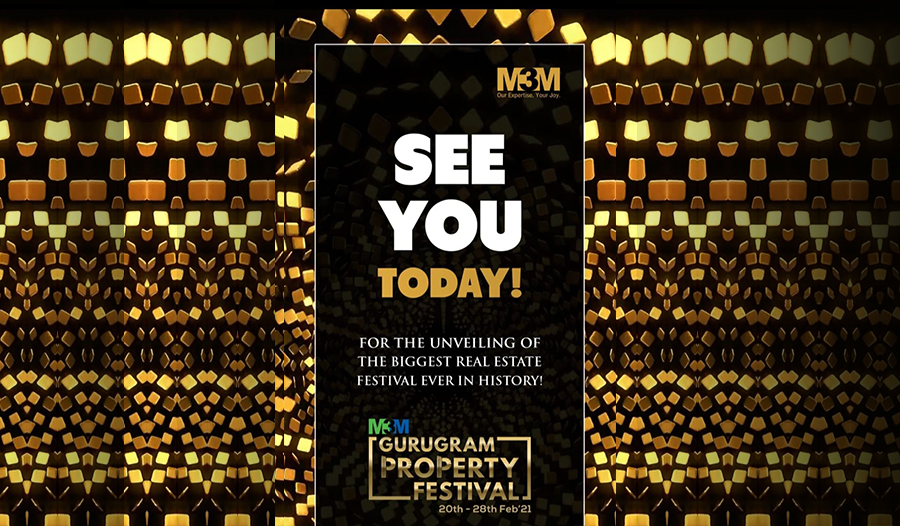 M3M
Our Expertise, Your Joy.
SEE
YOU
TODAY!
FOR THE UNVEILING OF
THE BIGGEST REAL ESTATE
FESTIVAL EVER IN HISTORY!
M3M
GURUGRAM
PROPERTY
FESTIVAL
20th - 28th Feb'21